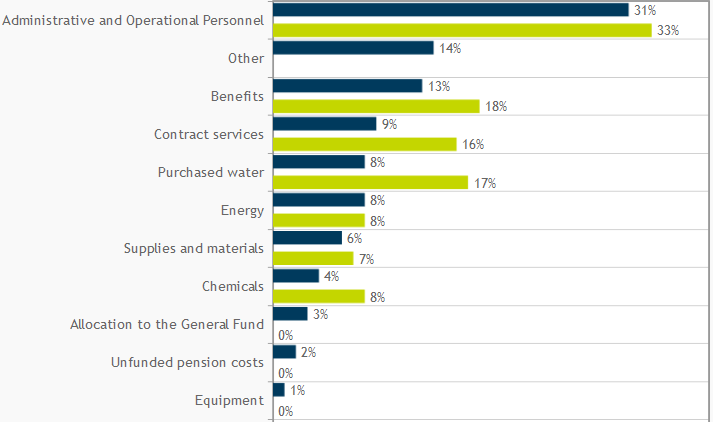 Administrative and Operational Personnel
31%
33%
Other
14%
Benefits
13%
18%
Contract services
9%
16%
Purchased water
8%
17%
Energy
8%
8%
Supplies and materials
6%
7%
Chemicals
4%
8%
Allocation to the General Fund
3%
0%
Unfunded pension costs
2%
0%
Equipment
1%
0%